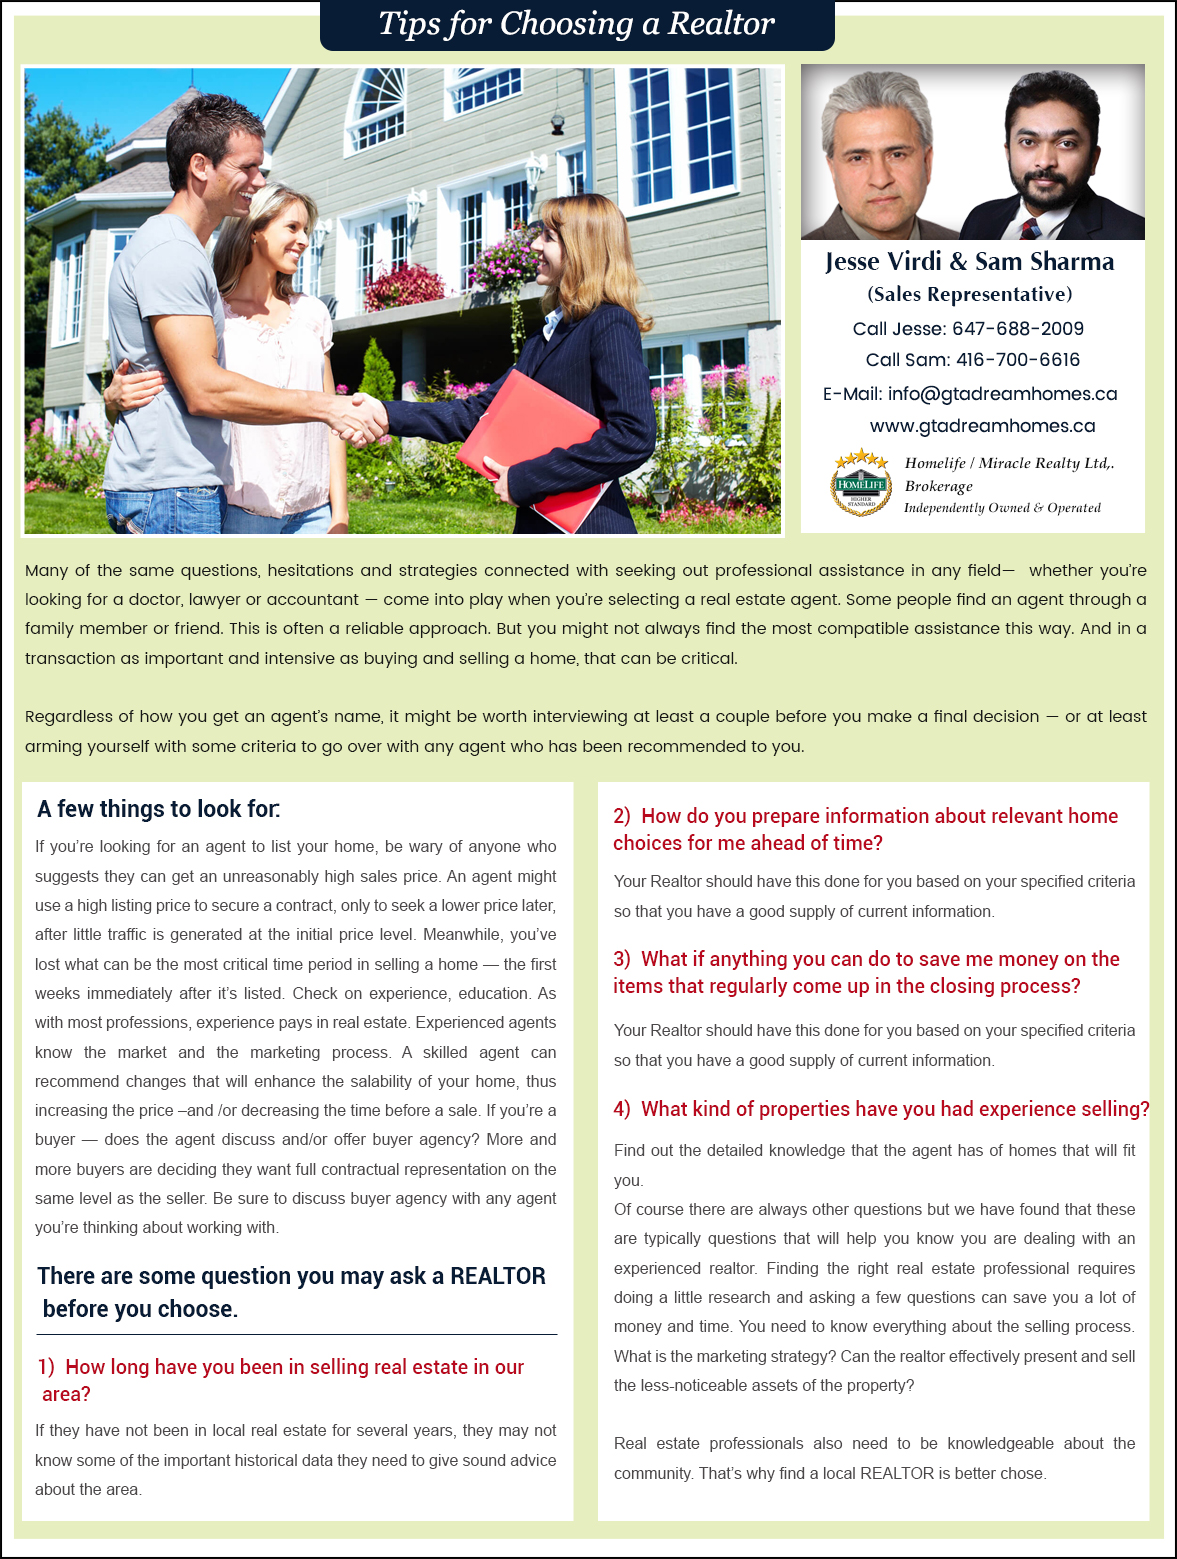 Tips for Choosing a Realtor
Jesse Virdi & Sam Sharma
(Sales Representative)
Call Jesse: 647-688-2009
Call Sam: 416-700-6616
E-Mail: info@gtadreamhomes.ca
www.gtadreamhomes.ca
HOMELIFE
HIGHER
STANDARD
Homelife / Miracle Realty Ltd,.
Brokerage
Independently Owned & Operated
Many of the same questions, hesitations and strategies connected with seeking out professional assistance in any field— whether you're
looking for a doctor, lawyer or accountant — come into play when you're selecting a real estate agent. Some people find an agent through a
family member or friend. This is often a reliable approach. But you might not always find the most compatible assistance this way. And in a
transaction as important and intensive as buying and selling a home, that can be critical.
Regardless of how you get an agent's name, it might be worth interviewing at least a couple before you make a final decision — or at least
arming yourself with some criteria to go over with any agent who has been recommended to you.
A few things to look for:
If you're looking for an agent to list your home, be wary of anyone who
suggests they can get an unreasonably high sales price. An agent might
use a high listing price to secure a contract, only to seek a lower price later,
after little traffic is generated at the initial price level. Meanwhile, you've
lost what can be the most critical time period in selling a home — the first
weeks immediately after it's listed. Check on experience, education. As
with most professions, experience pays in real estate. Experienced agents
know the market and the marketing process. A skilled agent can
recommend changes that will enhance the salability of your home, thus
increasing the price –and /or decreasing the time before a sale. If you're a
buyer — does the agent discuss and/or offer buyer agency? More and
more buyers are deciding they want full contractual representation on the
same level as the seller. Be sure to discuss buyer agency with any agent
you're thinking about working with.
There are some question you may ask a REALTOR
before you choose.
1) How long have you been in selling real estate in our
area?
If they have not been in local real estate for several years, they may not
know some of the important historical data they need to give sound advice
about the area.
2) How do you prepare information about relevant home
choices for me ahead of time?
Your Realtor should have this done for you based on your specified criteria
so that you have a good supply of current information.
3) What if anything you can do to save me money on the
items that regularly come up in the closing process?
Your Realtor should have this done for you based on your specified criteria
so that you have a good supply of current information.
4) What kind of properties have you had experience selling?
Find out the detailed knowledge that the agent has of homes that will fit
you.
Of course there are always other questions but we have found that these
are typically questions that will help you know you are dealing with an
experienced realtor. Finding the right real estate professional requires
doing a little research and asking a few questions can save you a lot of
money and time. You need to know everything about the selling process.
What is the marketing strategy? Can the realtor effectively present and sell
the less-noticeable assets of the property?
Real estate professionals also need to be knowledgeable about the
community. That's why find a local REALTOR is better chose.